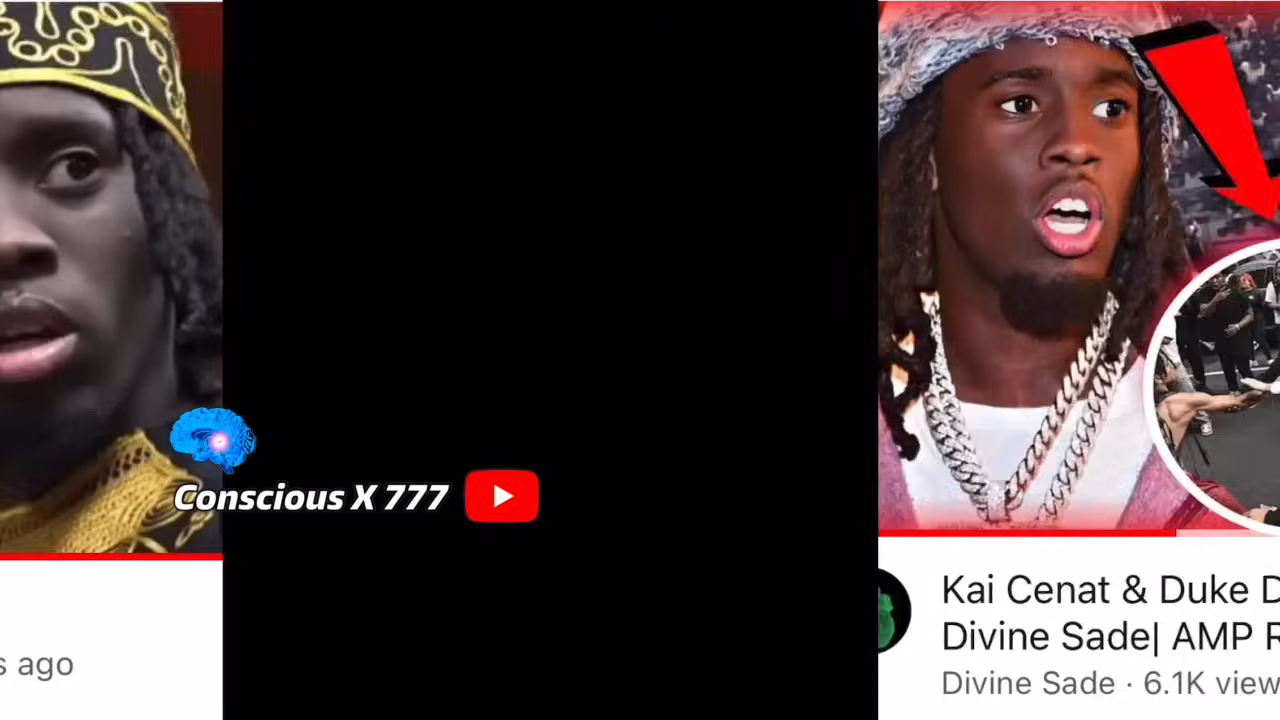 Conscious X 777
s ago
Kai Cenat & Duke D
Divine Sade| AMP R
Divine Sade · 6.1K view